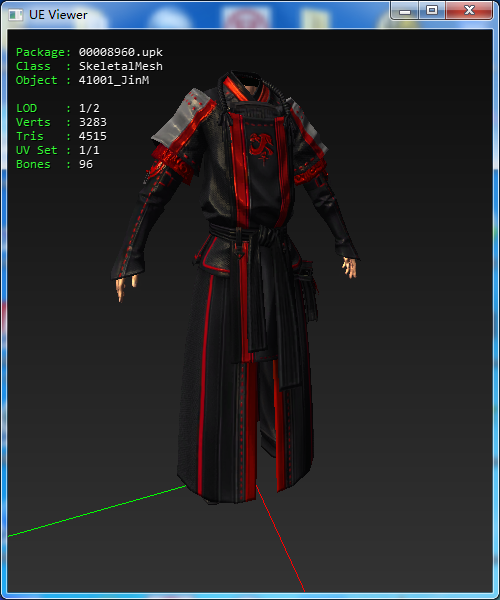 UE Viewer
Package: 00008960.upk
Class  : SkeletalMesh
Object : 41001_JinM
LOD    : 1/2
Verts  : 3283
Tris   : 4515
UV Set : 1/1
Bones  : 96